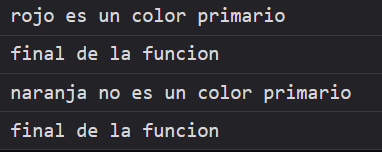 rojo es un color primario
final de la funcion
naranja no es un color primario
final de la funcion